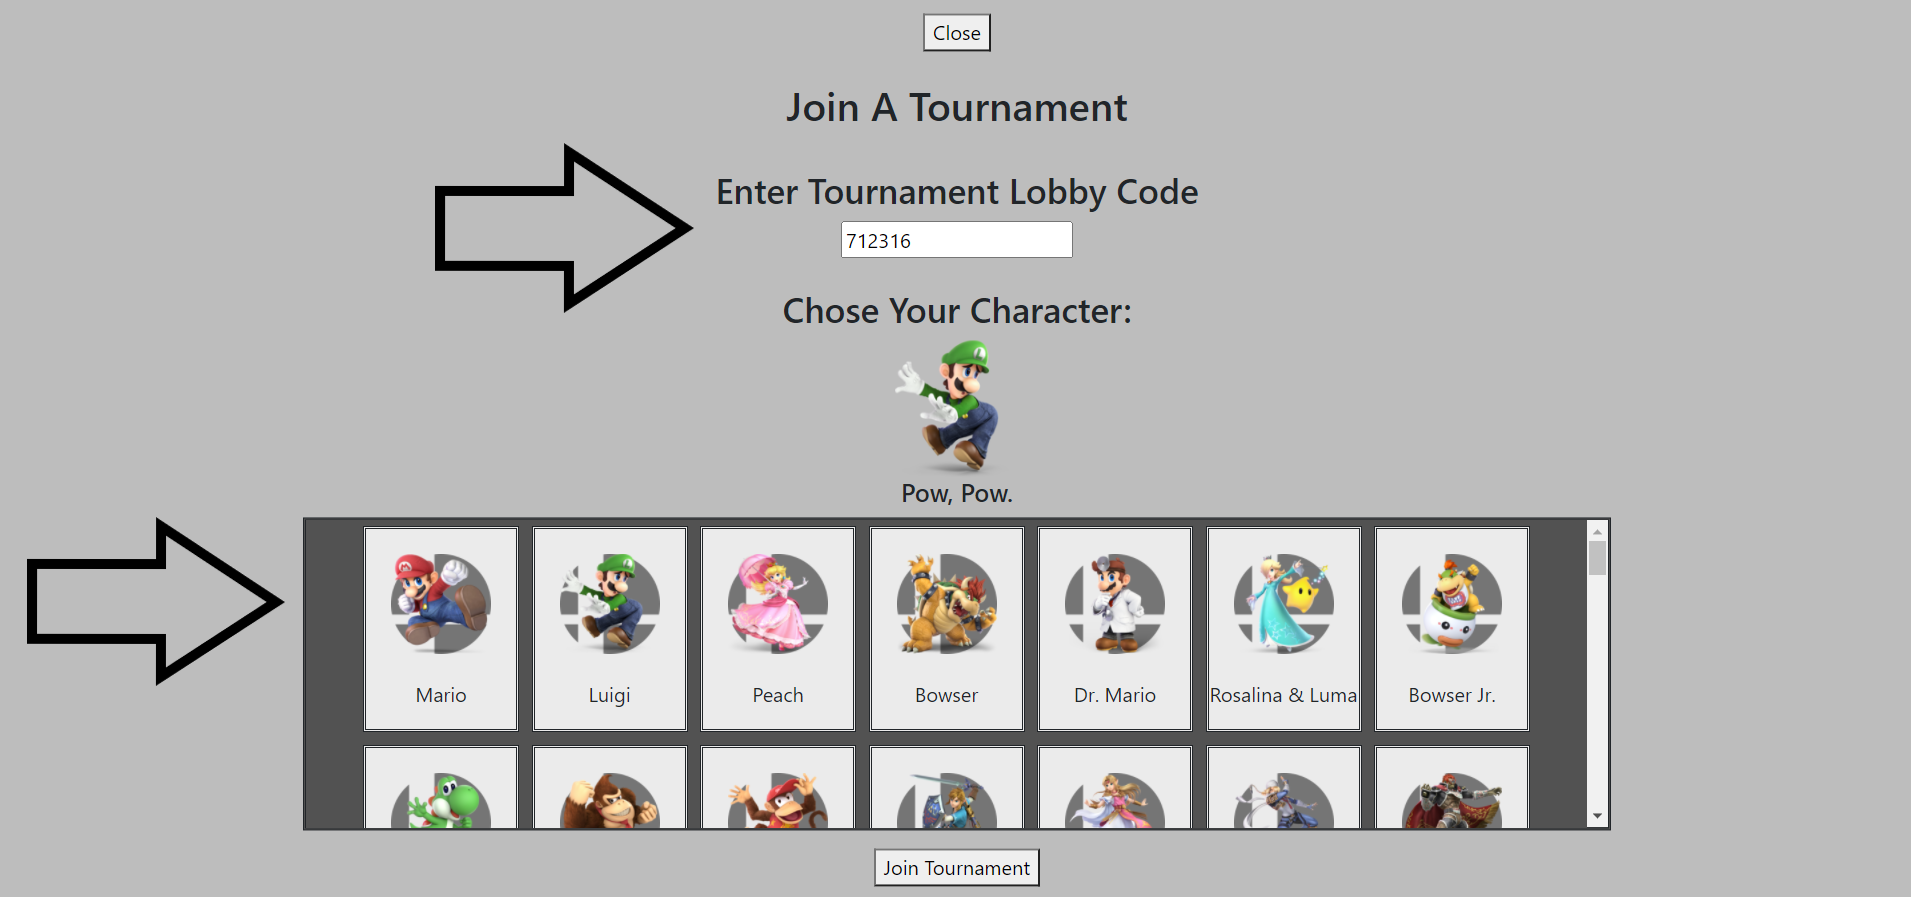 Close
Join A Tournament
Enter Tournament Lobby Code
712316
Chose Your Character:
Pow, Pow.
Mario
Luigi
Peach
Bowser
Dr. Mario
Rosalina & Luma
Bowser Jr.
Join Tournament